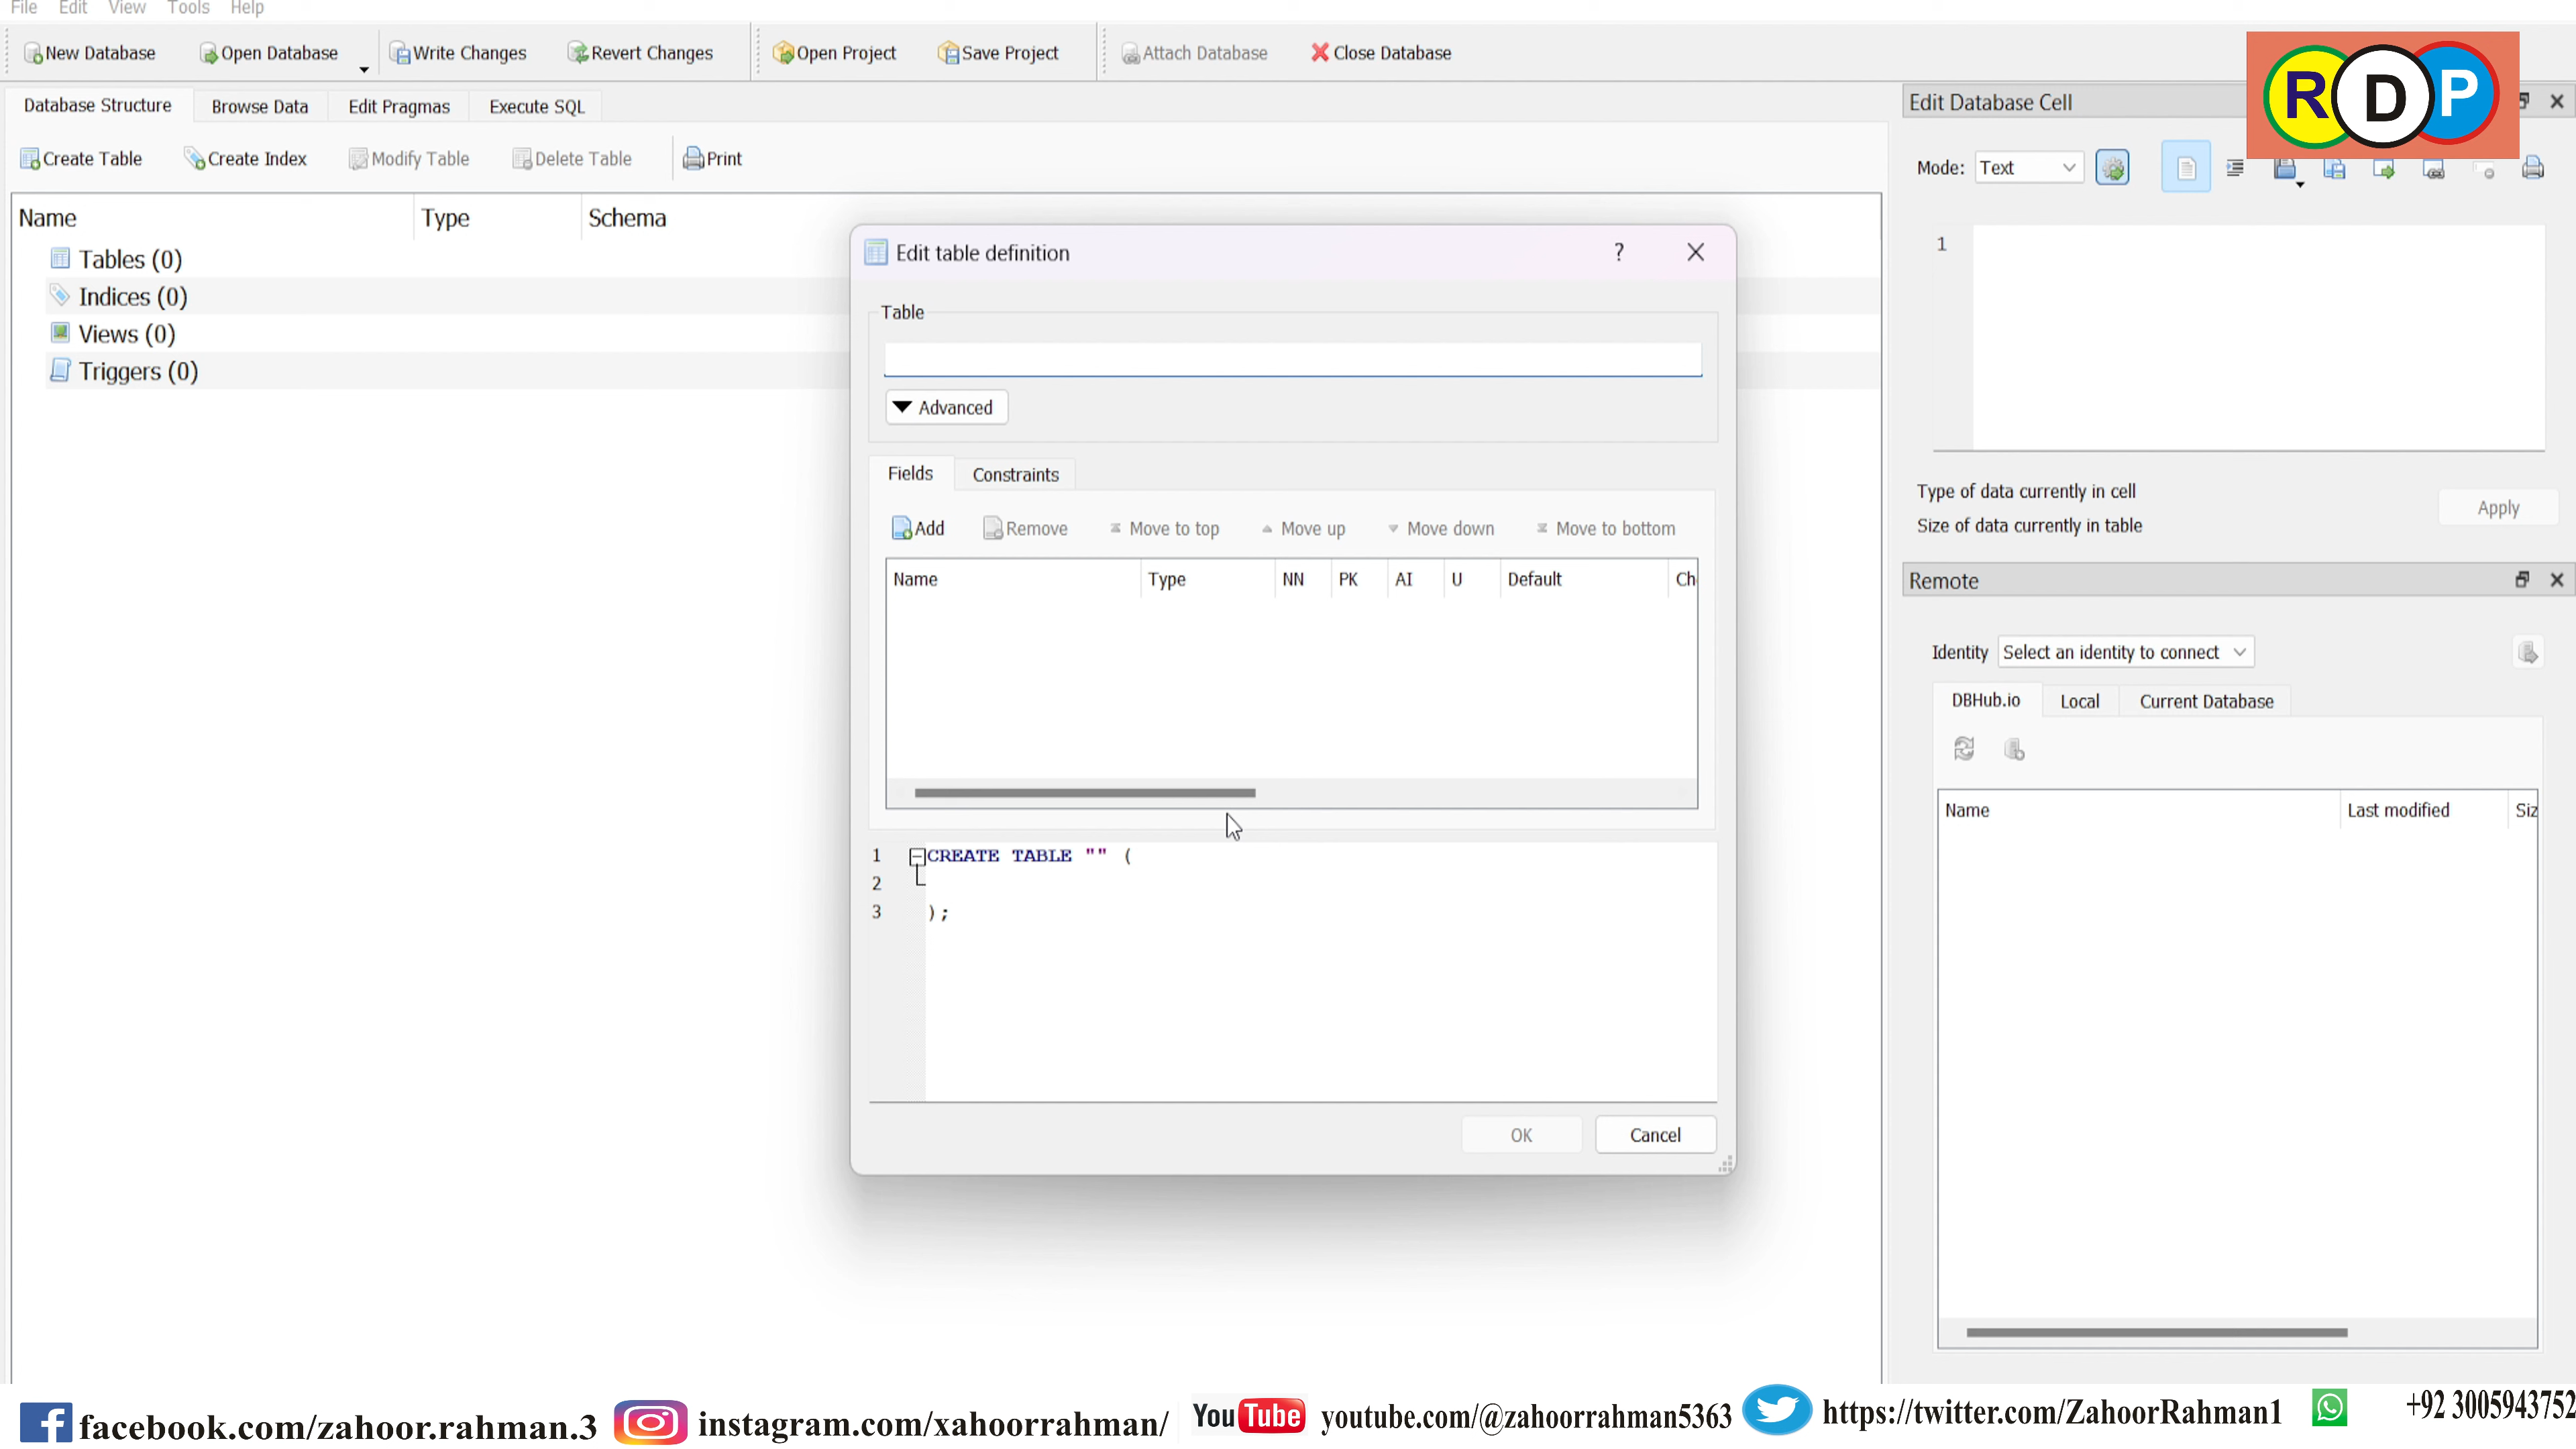 File Edit View Tools Help
New Database Open Database Write Changes Revert Changes Open Project Save Project Attach Database Close Database
Database Structure Browse Data Edit Pragmas Execute SQL
Create Table Create Index Modify Table Delete Table Print
Name Type Schema
Tables (0)
Indices (0)
Views (0)
Triggers (0)
Edit table definition ?
Table
Advanced
Fields Constraints
Add Remove Move to top Move up Move down Move to bottom
Name Type NN PK AI U Default Ch
1 CREATE TABLE "" (
2
3 );
OK Cancel
Edit Database Cell
RDP
Mode: Text
1
Type of data currently in cell
Size of data currently in table
Apply
Remote
Identity Select an identity to connect
DBHub.io Local Current Database
Name Last modified Siz
facebook.com/zahoor.rahman.3 instagram.com/xahoorrahman/ YouTube youtube.com/@zahoorrahman5363 https://twitter.com/ZahoorRahman1 +92 3005943752